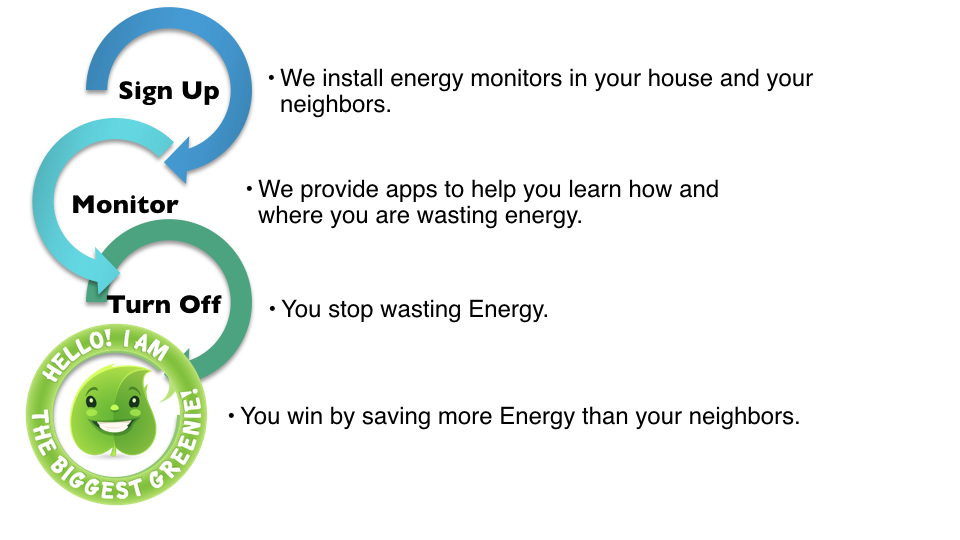 Sign Up
• We install energy monitors in your house and your
neighbors.
Monitor
• We provide apps to help you learn how and
where you are wasting energy.
Turn Off
• You stop wasting Energy.
HELLO! I AM
THE BIGGEST GREENIE!
• You win by saving more Energy than your neighbors.